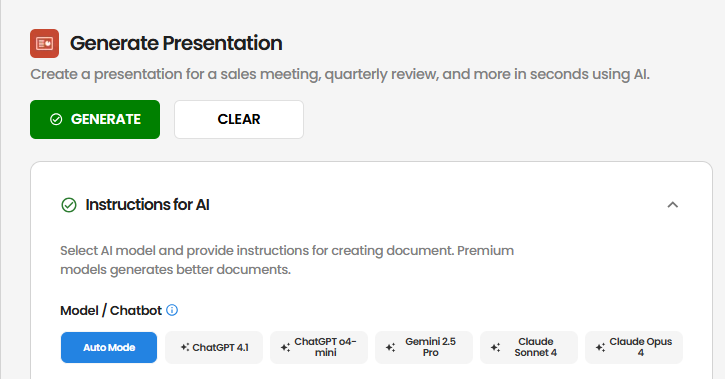 Generate Presentation
Create a presentation for a sales meeting, quarterly review, and more in seconds using AI.
GENERATE
CLEAR
Instructions for AI
Select AI model and provide instructions for creating document. Premium
models generates better documents.
Model / Chatbot
Auto Mode
ChatGPT 4.1
ChatGPT o4-
mini
Gemini 2.5
Pro
Claude
Sonnet 4
Claude Opus
4